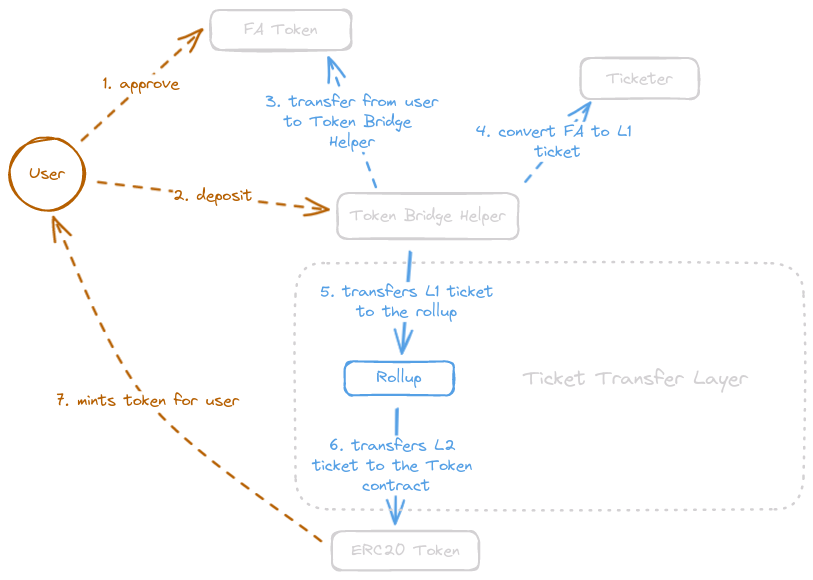 FA Token
Ticketer
1. approve
3. transfer from user
to Token Bridge
Helper
4. convert FA to L1
ticket
User
2. deposit
Token Bridge Helper
5. transfers L1 ticket
to the rollup
Rollup
Ticket Transfer Layer
7. mints token for user
6. transfers L2
ticket to the Token
contract
ERC20 Token